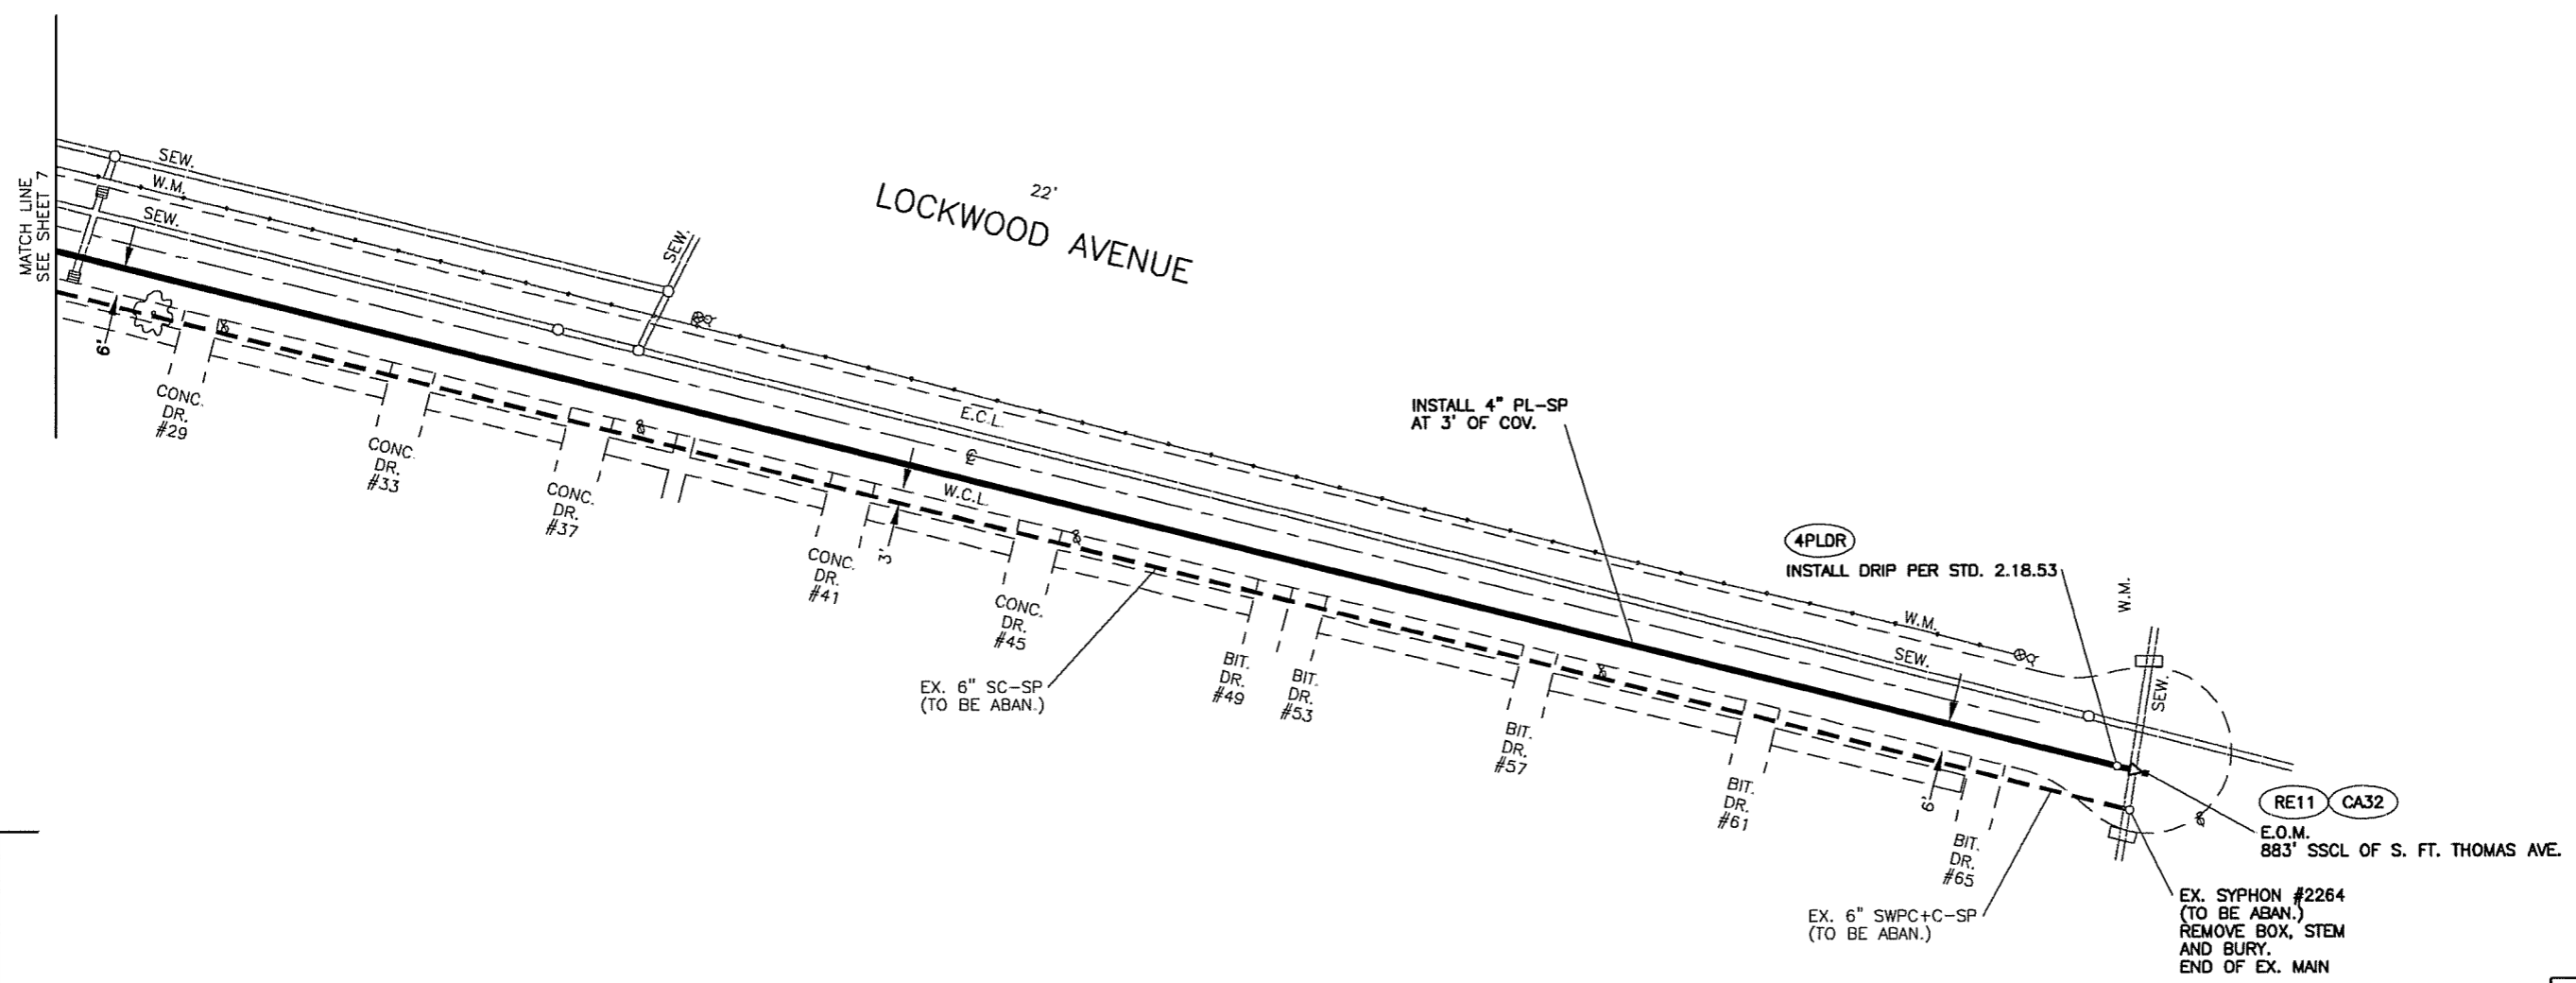 MATCH LINE
SEE SHEET 7
SEW.
W.M.
SEW.
SEW.
22'
LOCKWOOD AVENUE
6'
CONC.
DR.
#29
CONC.
DR.
#33
CONC.
DR.
#37
CONC.
DR.
#41
3'
CONC.
DR.
#45
E.C.L.
℄
W.C.L.
EX. 6" SC-SP
(TO BE ABAN.)
BIT.
DR.
#49
BIT.
DR.
#53
INSTALL 4" PL-SP
AT 3' OF COV.
BIT.
DR.
#57
BIT.
DR.
#61
4PLDR
INSTALL DRIP PER STD. 2.18.53
W.M.
SEW.
W.M.
SEW.
6'
BIT.
DR.
#65
EX. 6" SWPC+C-SP
(TO BE ABAN.)
RE11 CA32
E.O.M.
883' SSCL OF S. FT. THOMAS AVE.
EX. SYPHON #2264
(TO BE ABAN.)
REMOVE BOX, STEM
AND BURY.
END OF EX. MAIN